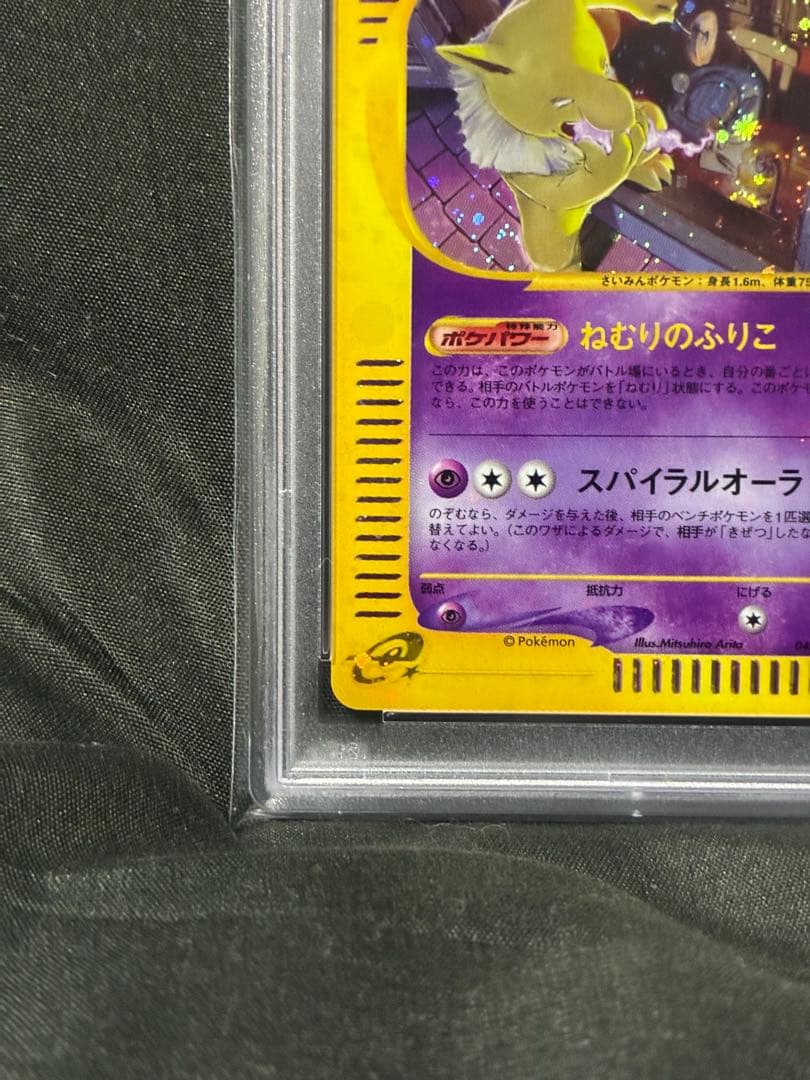 さいみんポケモン：身長1.6m、体重75
特殊能力
ポケパワー ねむりのふりこ
この力は、このポケモンがバトル場にいるとき、自分の番ごとに
できる。相手のバトルポケモンを「ねむり」状態にする。このポケモ
なら、この力を使うことはできない。
スパイラルオーラ
のぞむなら、ダメージを与えた後、相手のベンチポケモンを1匹選
替えてよい。（このワザによるダメージで、相手が「きぜつ」したな
なくなる。）
弱点 抵抗力 にげる
©Pokémon Illus.Mitsuhiro Arita 04
e